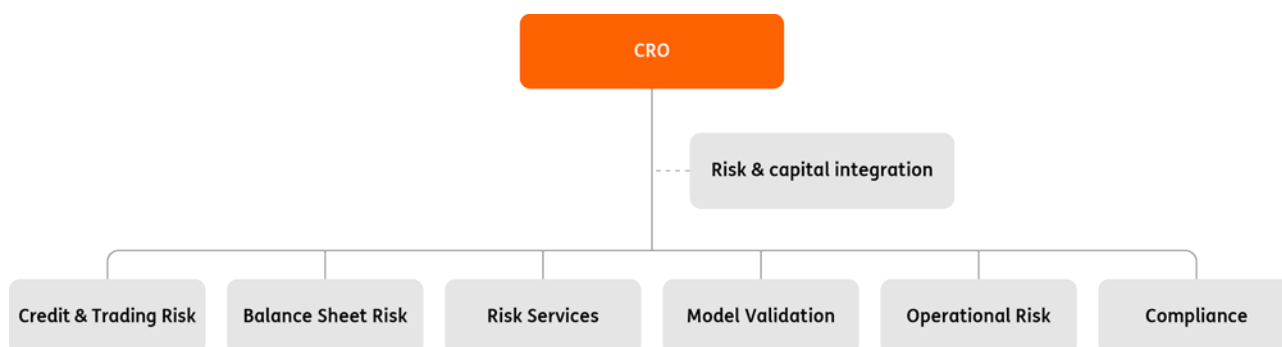 CRO
Risk & capital integration
Credit & Trading Risk
Balance Sheet Risk
Risk Services
Model Validation
Operational Risk
Compliance